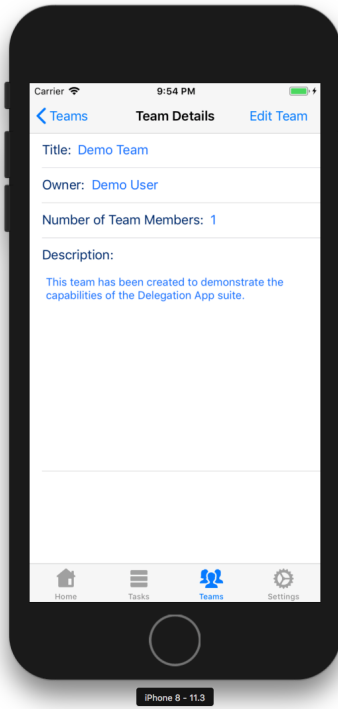 Carrier 9:54 PM
Teams Team Details Edit Team
Title: Demo Team
Owner: Demo User
Number of Team Members: 1
Description:
This team has been created to demonstrate the
capabilities of the Delegation App suite.
Home Tasks Teams Settings
iPhone 8 - 11.3